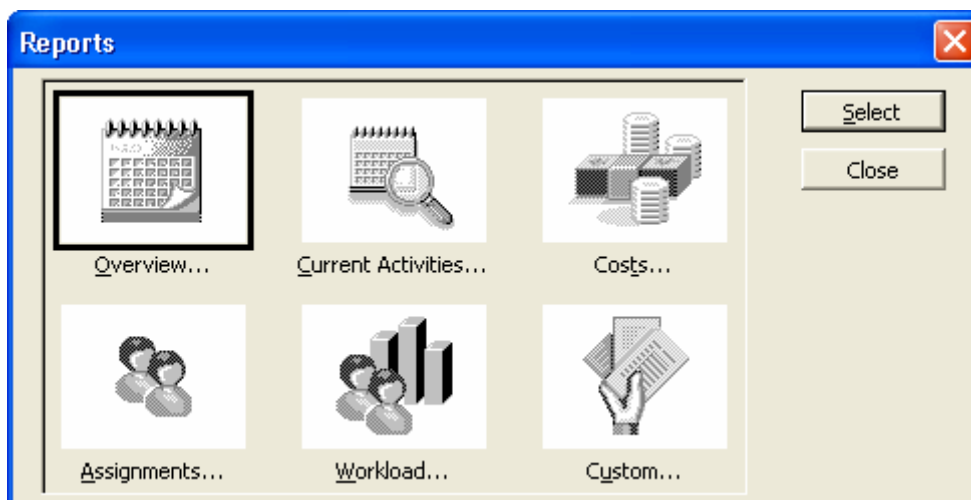 Reports
Select
Close
Overview...
Current Activities...
Costs...
Assignments...
Workload...
Custom...